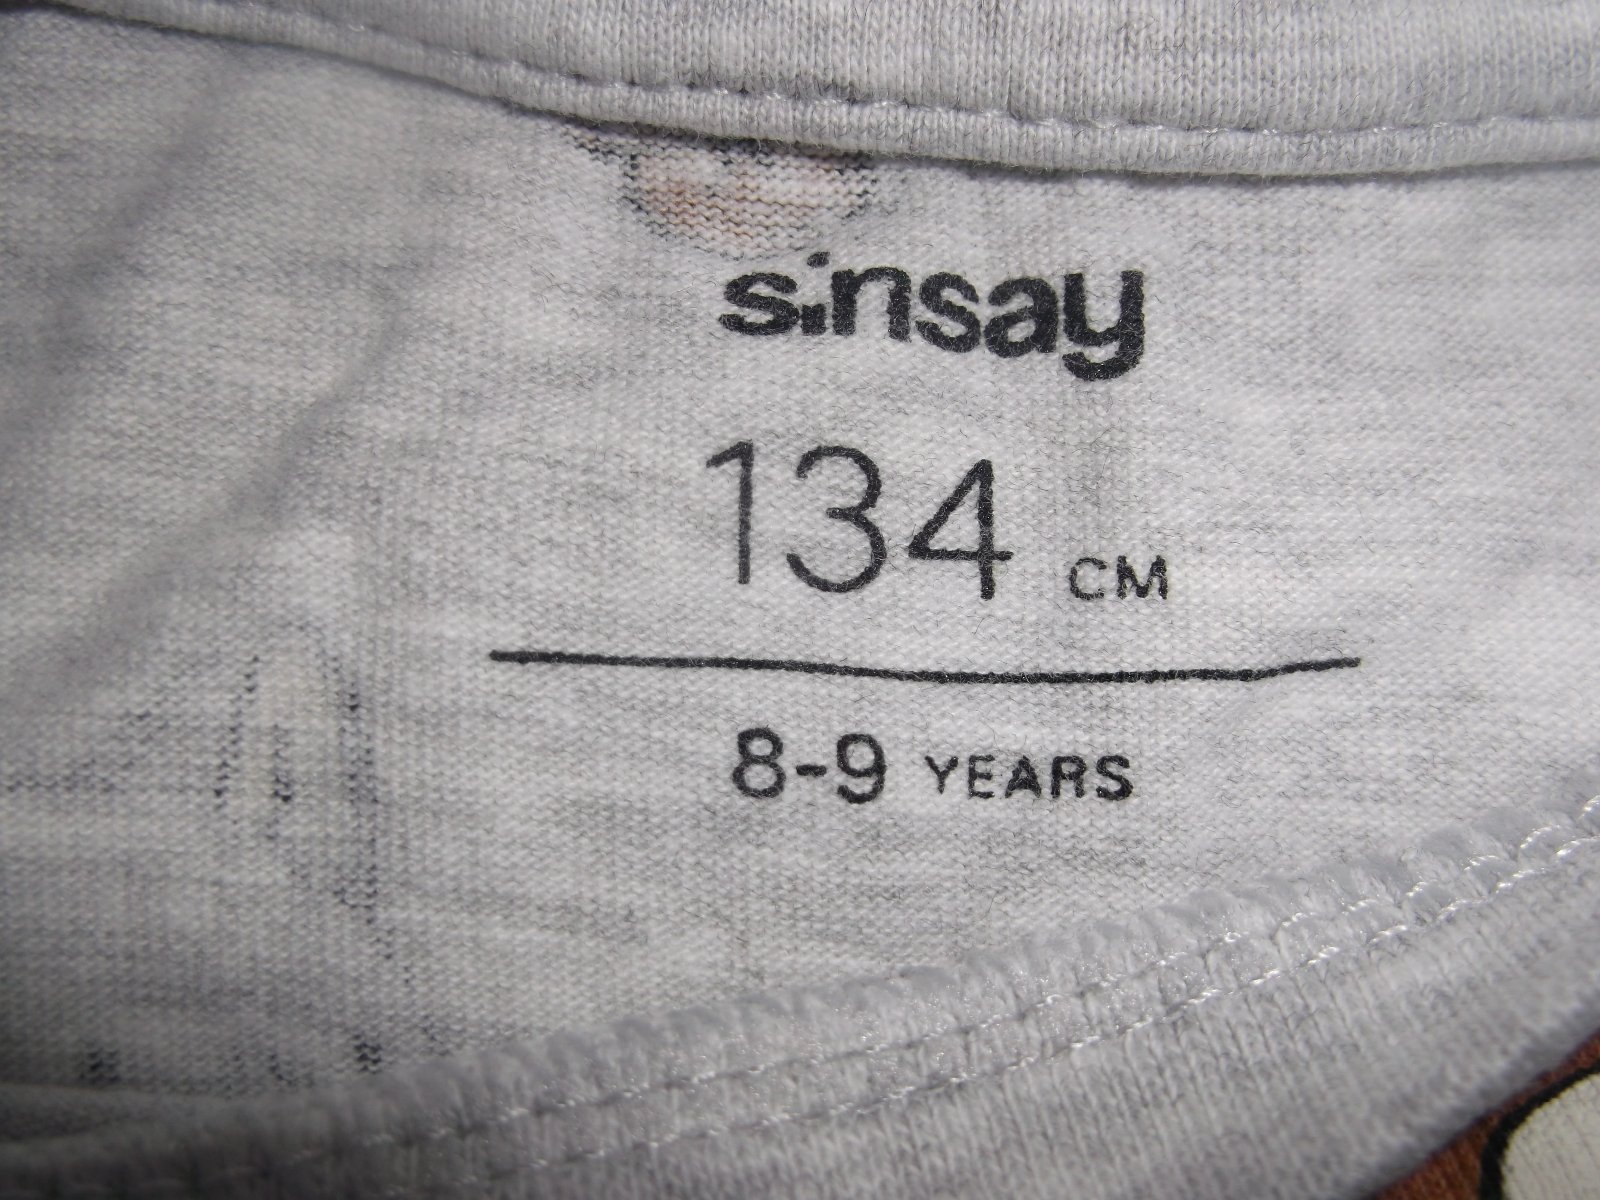 sinsay
134 CM
8-9 YEARS